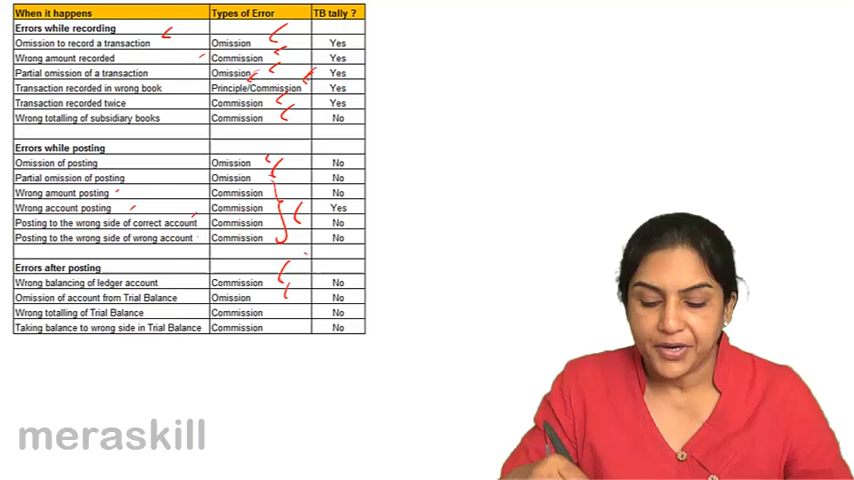 When it happens Types of Error TB tally ?
Errors while recording
Omission to record a transaction Omission Yes
Wrong amount recorded Commission Yes
Partial omission of a transaction Omission Yes
Transaction recorded in wrong book Principle/Commission Yes
Transaction recorded twice Commission Yes
Wrong totalling of subsidiary books Commission No
Errors while posting
Omission of posting Omission No
Partial omission of posting Omission No
Wrong amount posting Commission No
Wrong account posting Commission Yes
Posting to the wrong side of correct account Commission No
Posting to the wrong side of wrong account Commission No
Errors after posting
Wrong balancing of ledger account Commission No
Omission of account from Trial Balance Omission No
Wrong totalling of Trial Balance Commission No
Taking balance to wrong side in Trial Balance Commission No
meraskill